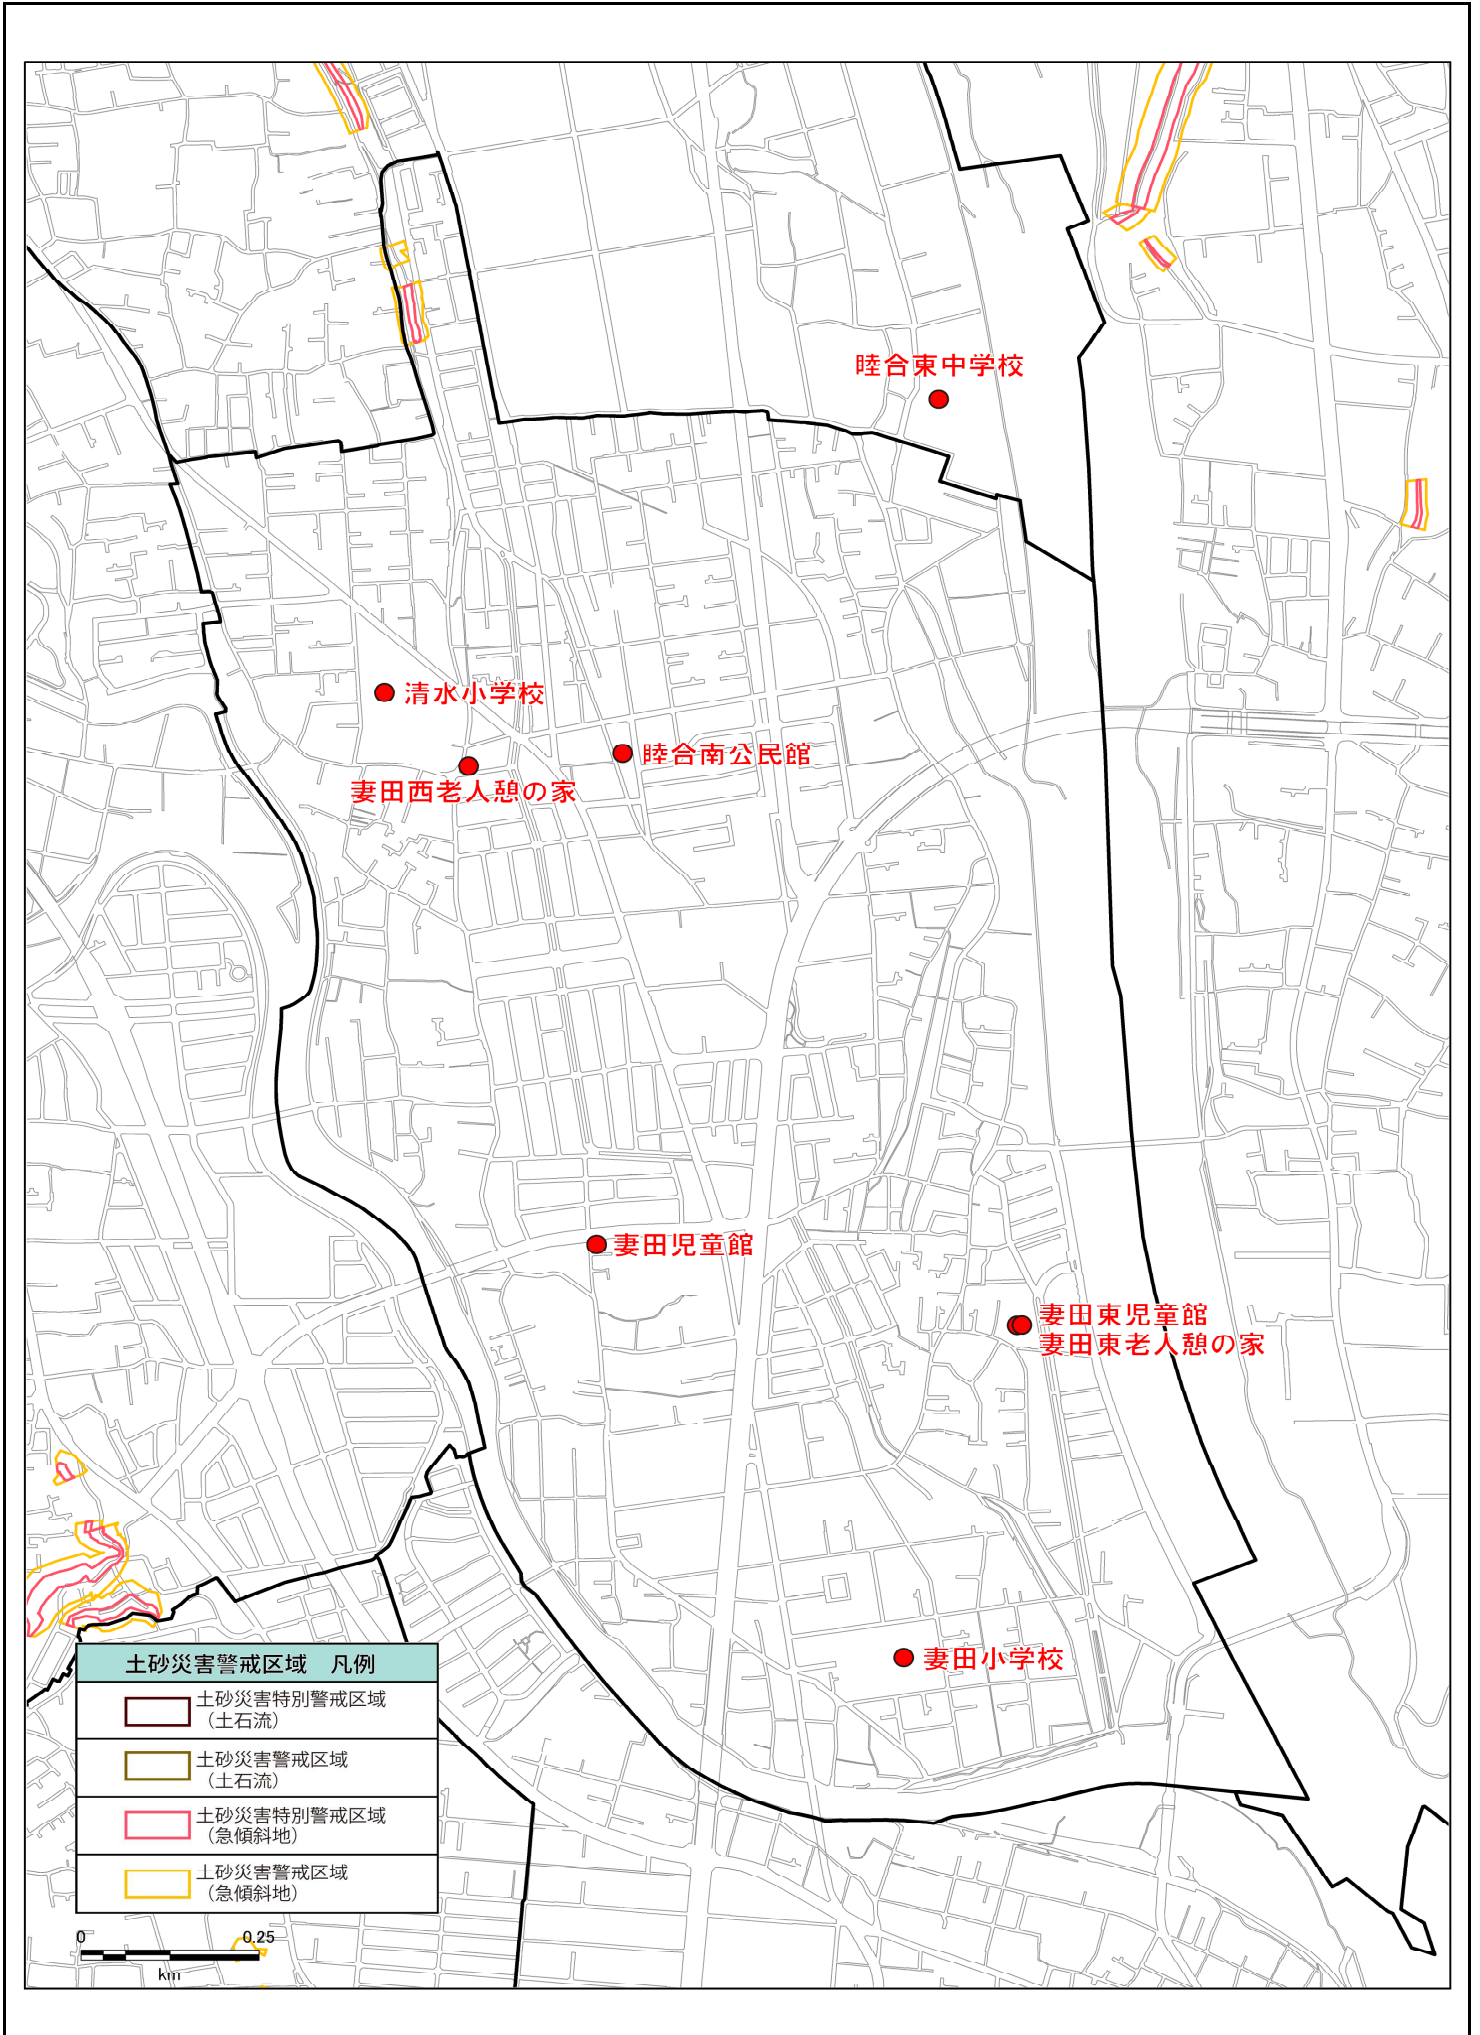 睦合東中学校
清水小学校
睦合南公民館
妻田西老人憩の家
妻田児童館
妻田東児童館
妻田東老人憩の家
妻田小学校
土砂災害警戒区域 凡例
土砂災害特別警戒区域
（土石流）
土砂災害警戒区域
（土石流）
土砂災害特別警戒区域
（急傾斜地）
土砂災害警戒区域
（急傾斜地）
0 0.25
km